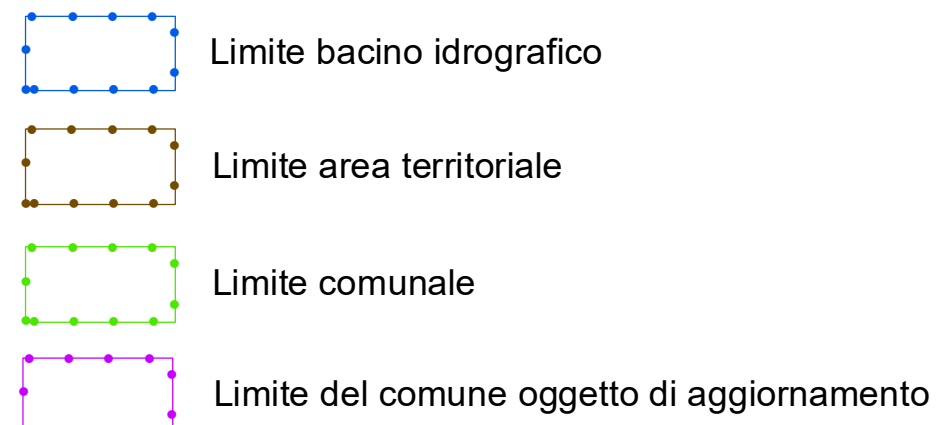 Limite bacino idrografico
Limite area territoriale
Limite comunale
Limite del comune oggetto di aggiornamento